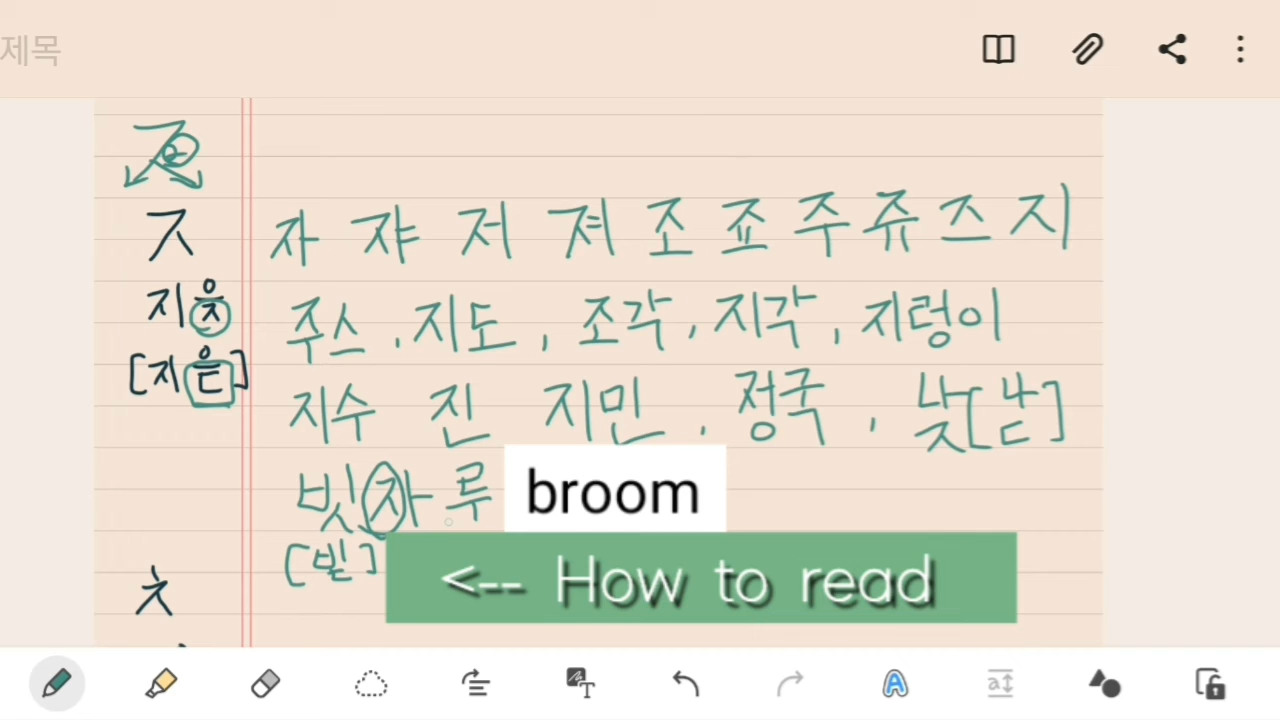 제목
ㅈ 자 쟈 저 져 조 죠 주 쥬 즈 지
지읒 주스, 지도, 조각, 지각, 지렁이
[지읃] 지수 진 지민, 정국, 낮[낟]
빗자루 broom
[빋] <-- How to read
ㅊ